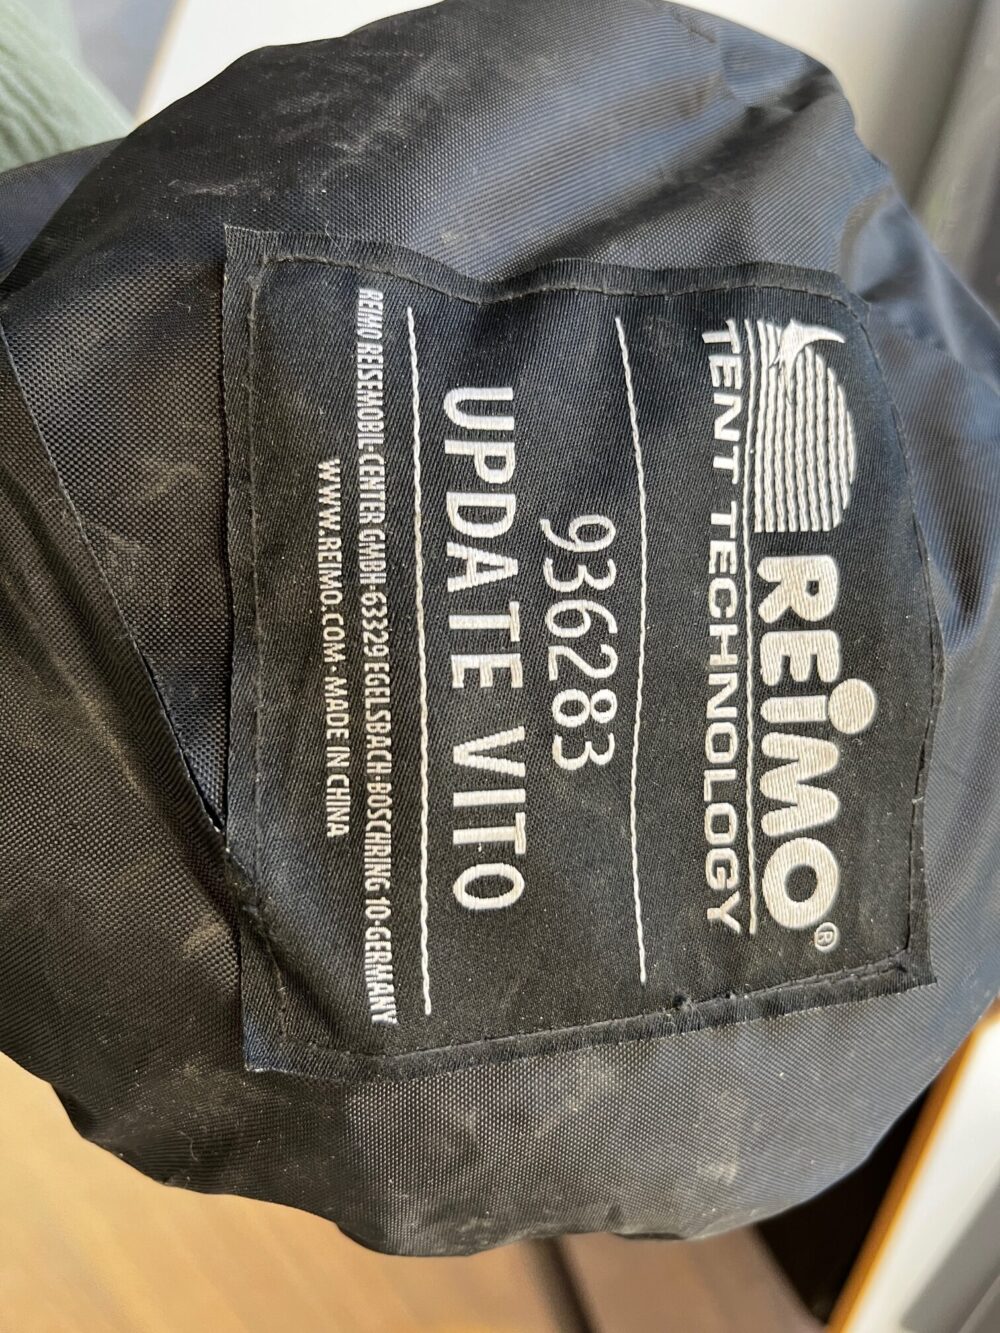 REIMO®
TENT TECHNOLOGY
936283
UPDATE VITO
REIMO REISEMOBIL-CENTER GMBH·63329 EGELSBACH·BOSCHRING 10·GERMANY
WWW.REIMO.COM·MADE IN CHINA